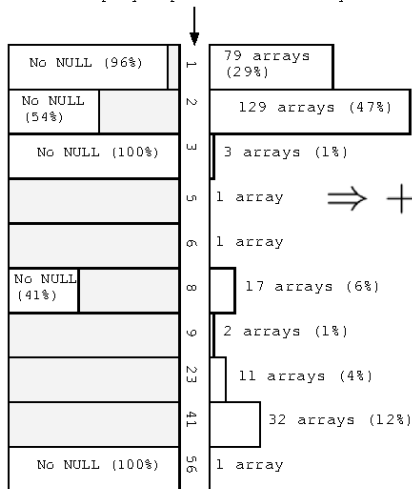 No NULL (96%) 1 79 arrays
(29%)
No NULL
(54%) 2 129 arrays (47%)
No NULL (100%) 3 3 arrays (1%)
5 1 array ⇒ +
6 1 array
No NULL
(41%) 8 17 arrays (6%)
9 2 arrays (1%)
23 11 arrays (4%)
41 32 arrays (12%)
No NULL (100%) 56 1 array